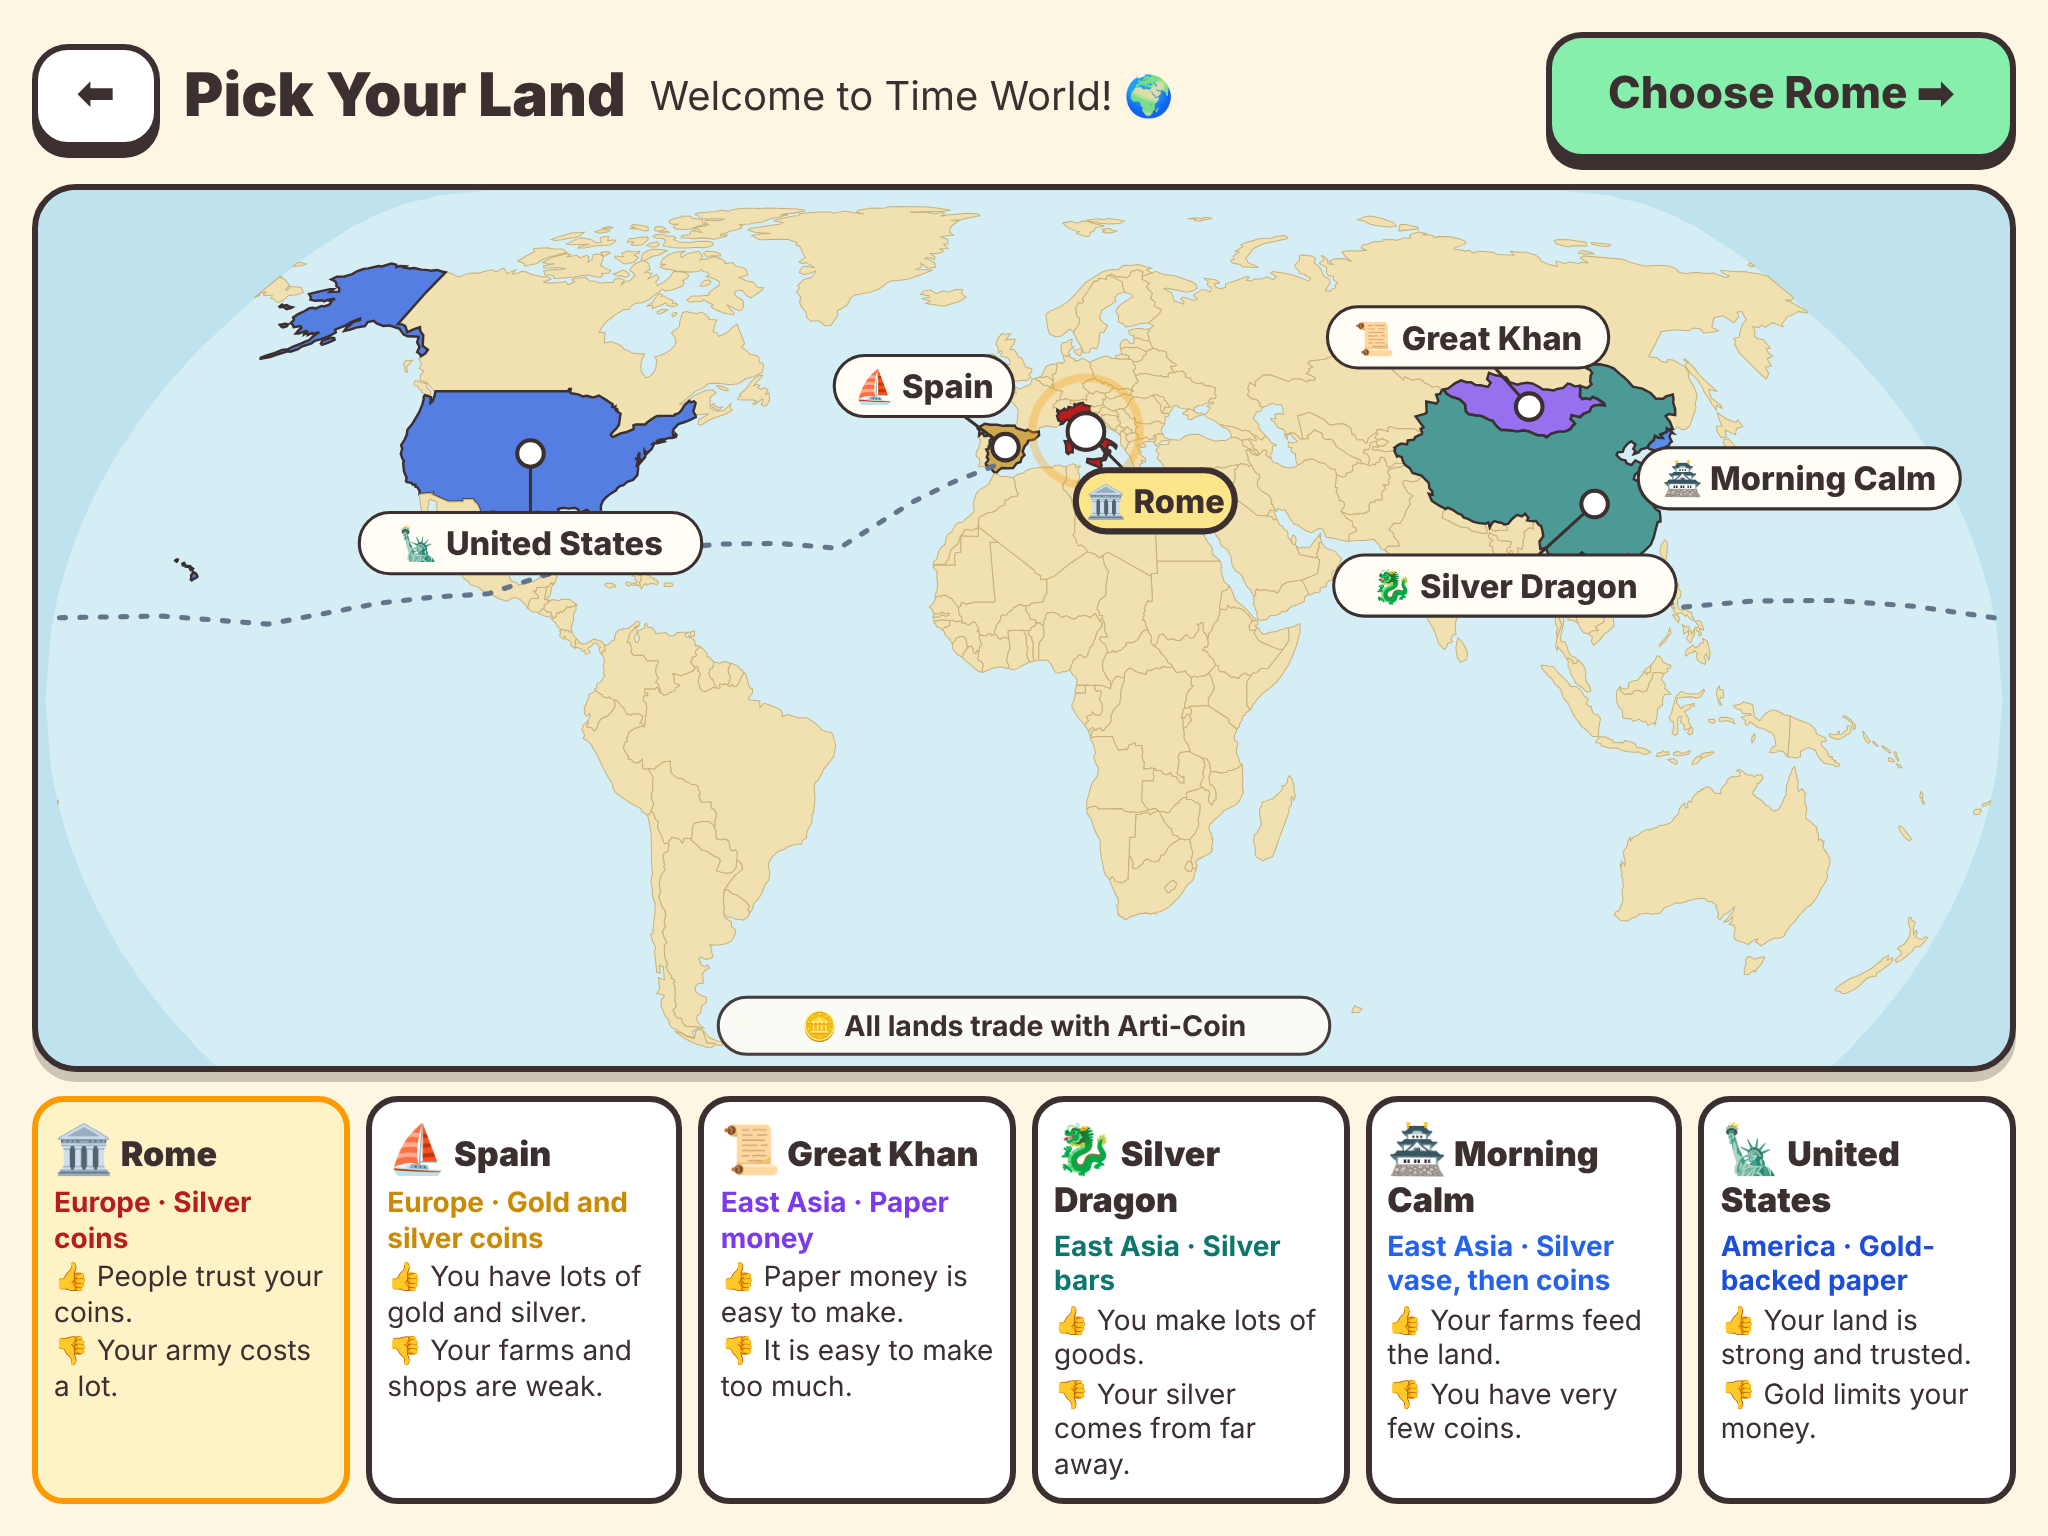 Pick Your Land
Welcome to Time World!
Choose Rome
Great Khan
Spain
Morning Calm
Rome
United States
Silver Dragon
All lands trade with Arti-Coin
Rome
Europe · Silver
coins
People trust your
coins.
Your army costs
a lot.
Spain
Europe · Gold and
silver coins
You have lots of
gold and silver.
Your farms and
shops are weak.
Great Khan
East Asia · Paper
money
Paper money is
easy to make.
It is easy to make
too much.
Silver
Dragon
East Asia · Silver
bars
You make lots of
goods.
Your silver
comes from far
away.
Morning
Calm
East Asia · Silver
vase, then coins
Your farms feed
the land.
You have very
few coins.
United
States
America · Gold-
backed paper
Your land is
strong and trusted.
Gold limits your
money.